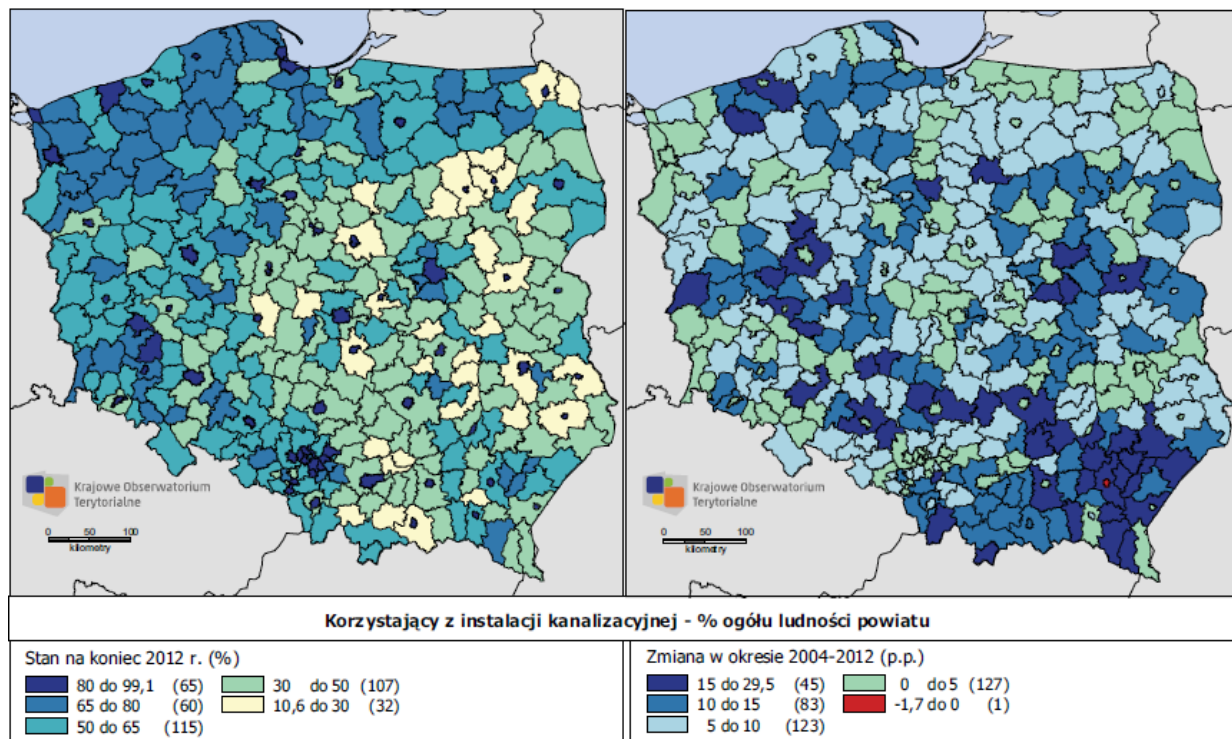 Krajowe Obserwatorium
Terytorialne
0 50 100
kilometry
Krajowe Obserwatorium
Terytorialne
0 50 100
kilometry
Korzystający z instalacji kanalizacyjnej - % ogółu ludności powiatu
Stan na koniec 2012 r. (%)
80 do 99,1 (65)
65 do 80 (60)
50 do 65 (115)
30 do 50 (107)
10,6 do 30 (32)
Zmiana w okresie 2004-2012 (p.p.)
15 do 29,5 (45)
10 do 15 (83)
5 do 10 (123)
0 do 5 (127)
-1,7 do 0 (1)